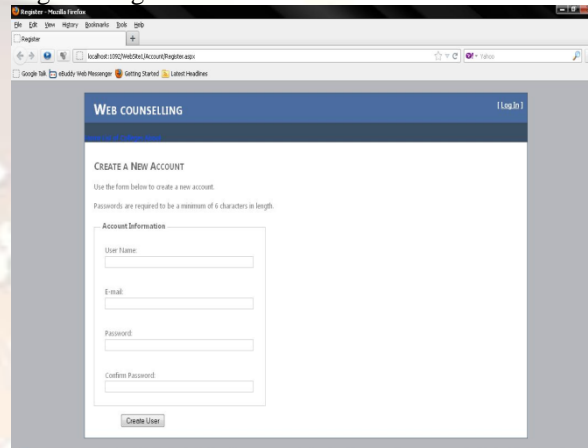 Register - Mozilla Firefox
File Edit View History Bookmarks Tools Help
Register +
localhost:1092/WebSite1/Account/Register.aspx
Yahoo
Google Talk eBuddy Web Messenger Getting Started Latest Headlines
WEB COUNSELLING
[ Log In ]
CREATE A NEW ACCOUNT
Use the form below to create a new account.
Passwords are required to be a minimum of 6 characters in length.
Account Information
User Name:
E-mail:
Password:
Confirm Password:
Create User